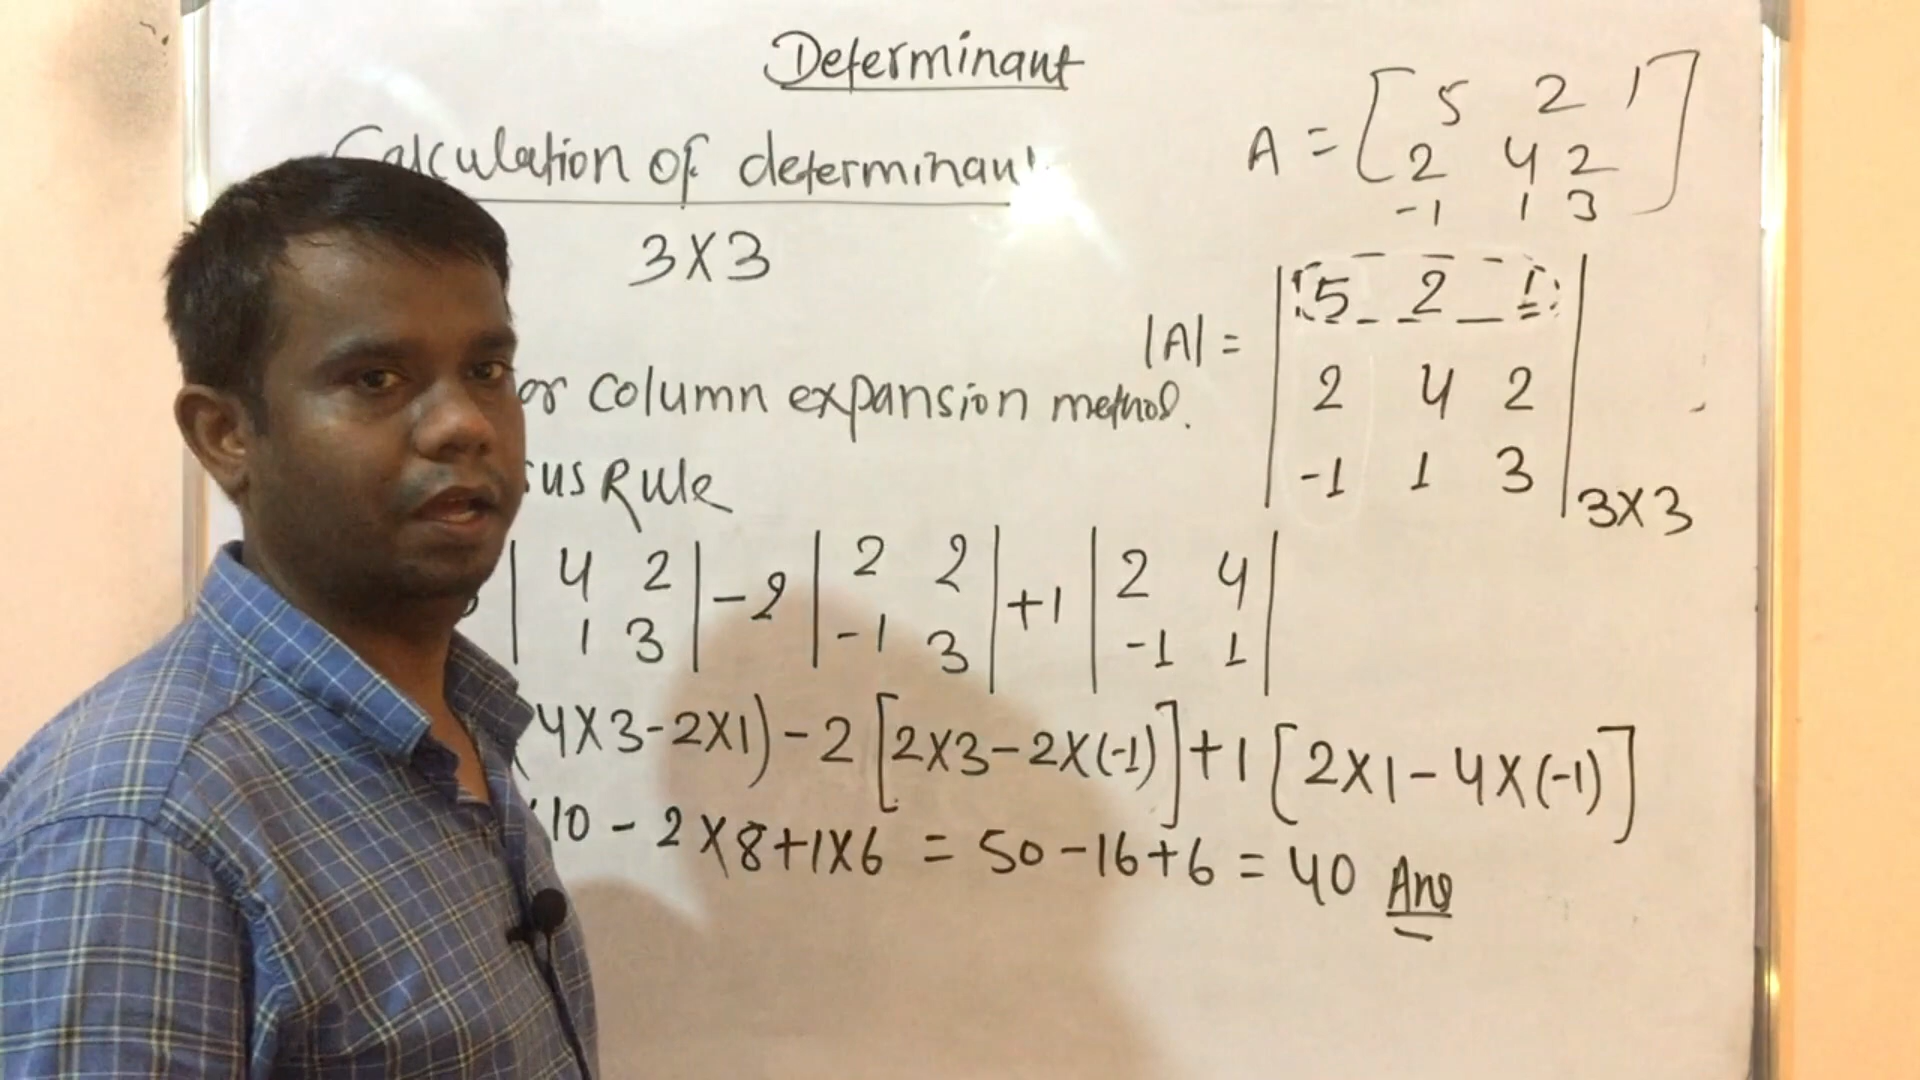 Determinant
Calculation of determinant
3X3
A = [ 5 2 1
2 4 2
-1 1 3 ]
|A| = | 5 2 1
2 4 2
-1 1 3 | 3X3
or column expansion method.
Rule
| 4 2 | - 2 | 2 2 | + 1 | 2 4 |
| 1 3 | | -1 3 | | -1 1 |
(4X3-2X1) - 2 [2X3-2X(-1)] + 1 [2X1-4X(-1)]
10 - 2X8+1X6 = 50-16+6 = 40 Ans